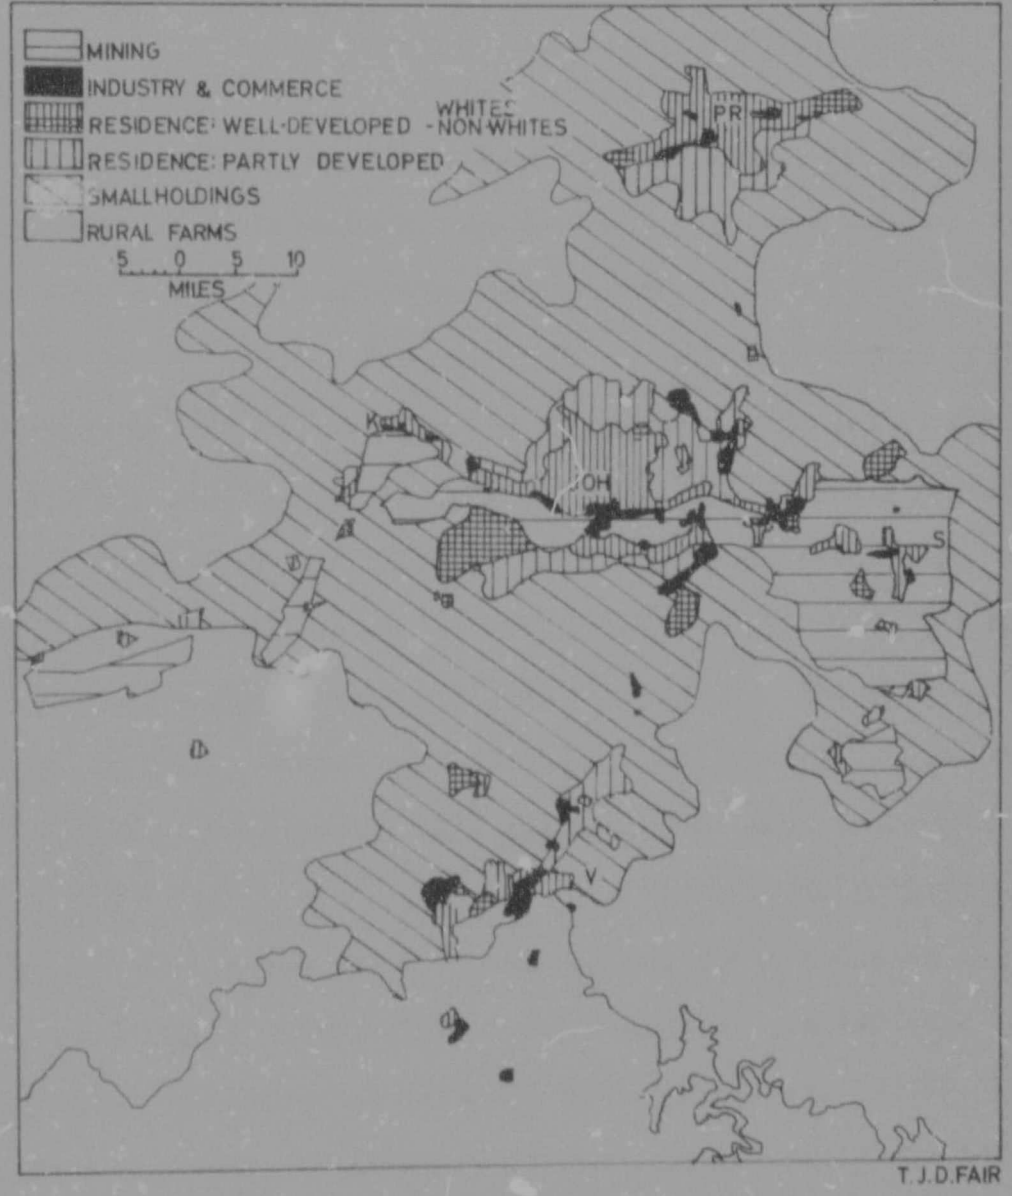 MINING
INDUSTRY & COMMERCE
RESIDENCE: WELL-DEVELOPED - WHITES
NON-WHITES
RESIDENCE: PARTLY DEVELOPED
SMALLHOLDINGS
RURAL FARMS
5 0 5 10
MILES
PR
K
JOH
S
V
T. J. D. FAIR